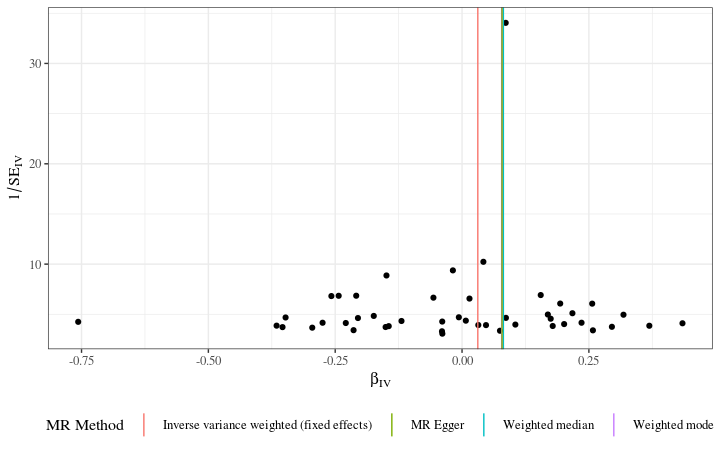 30
20
10
1/SE_IV
-0.75 -0.50 -0.25 0.00 0.25
β_IV
MR Method Inverse variance weighted (fixed effects) MR Egger Weighted median Weighted mode